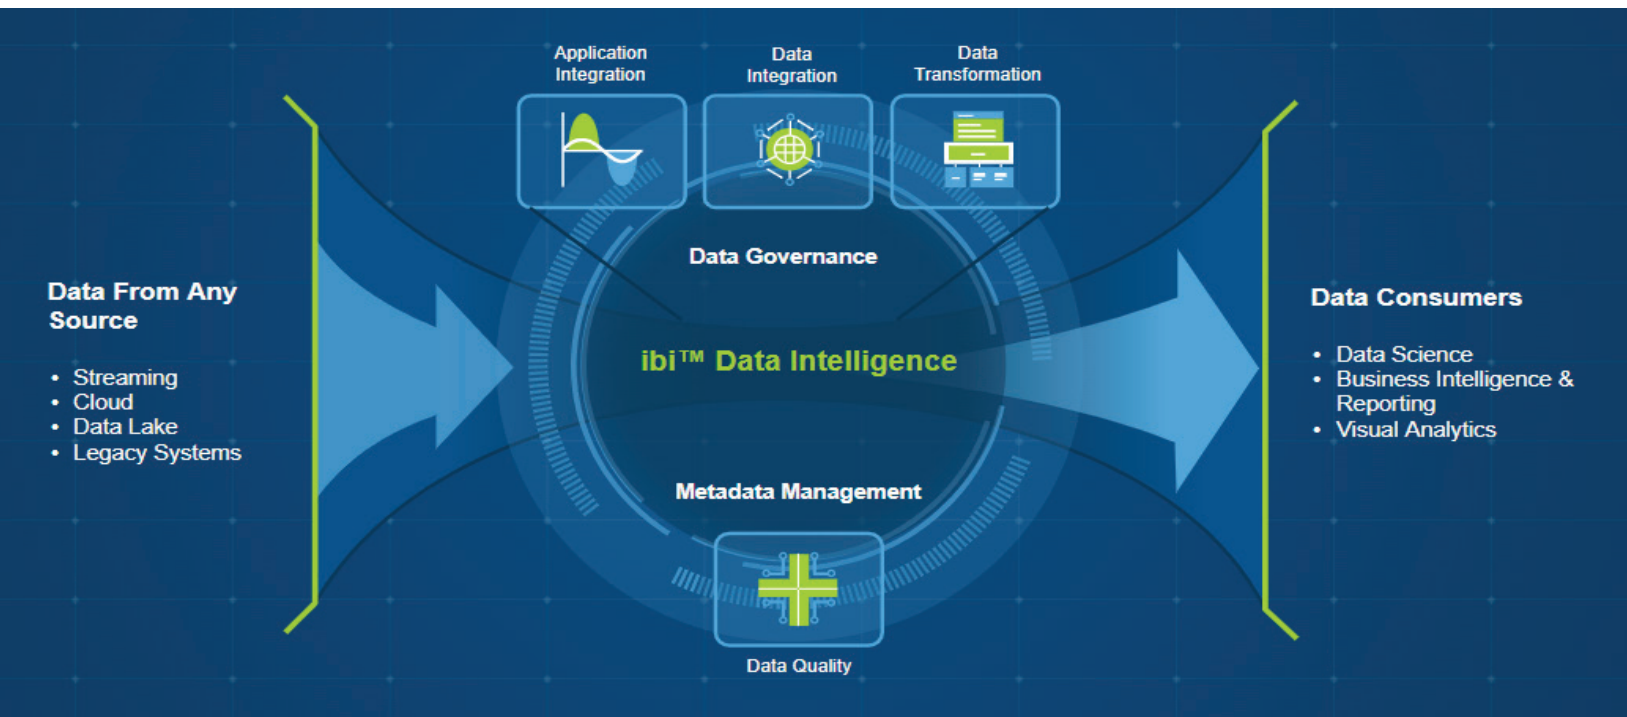 Application
Integration
Data
Integration
Data
Transformation
Data Governance
Data From Any
Source
• Streaming
• Cloud
• Data Lake
• Legacy Systems
ibi™ Data Intelligence
Data Consumers
• Data Science
• Business Intelligence &
Reporting
• Visual Analytics
Metadata Management
Data Quality